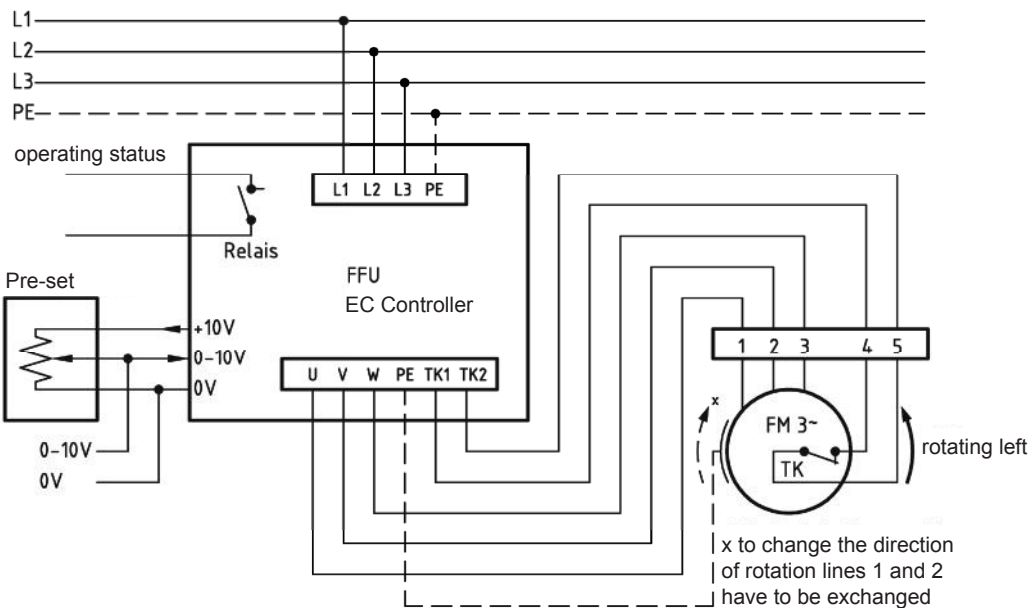 L1
L2
L3
PE
operating status
L1 L2 L3 PE
Relais
FFU
EC Controller
Pre-set
+10V
0-10V
0V
U V W PE TK1 TK2
0-10V
0V
1 2 3 4 5
x
FM 3~
TK
rotating left
x to change the direction
of rotation lines 1 and 2
have to be exchanged